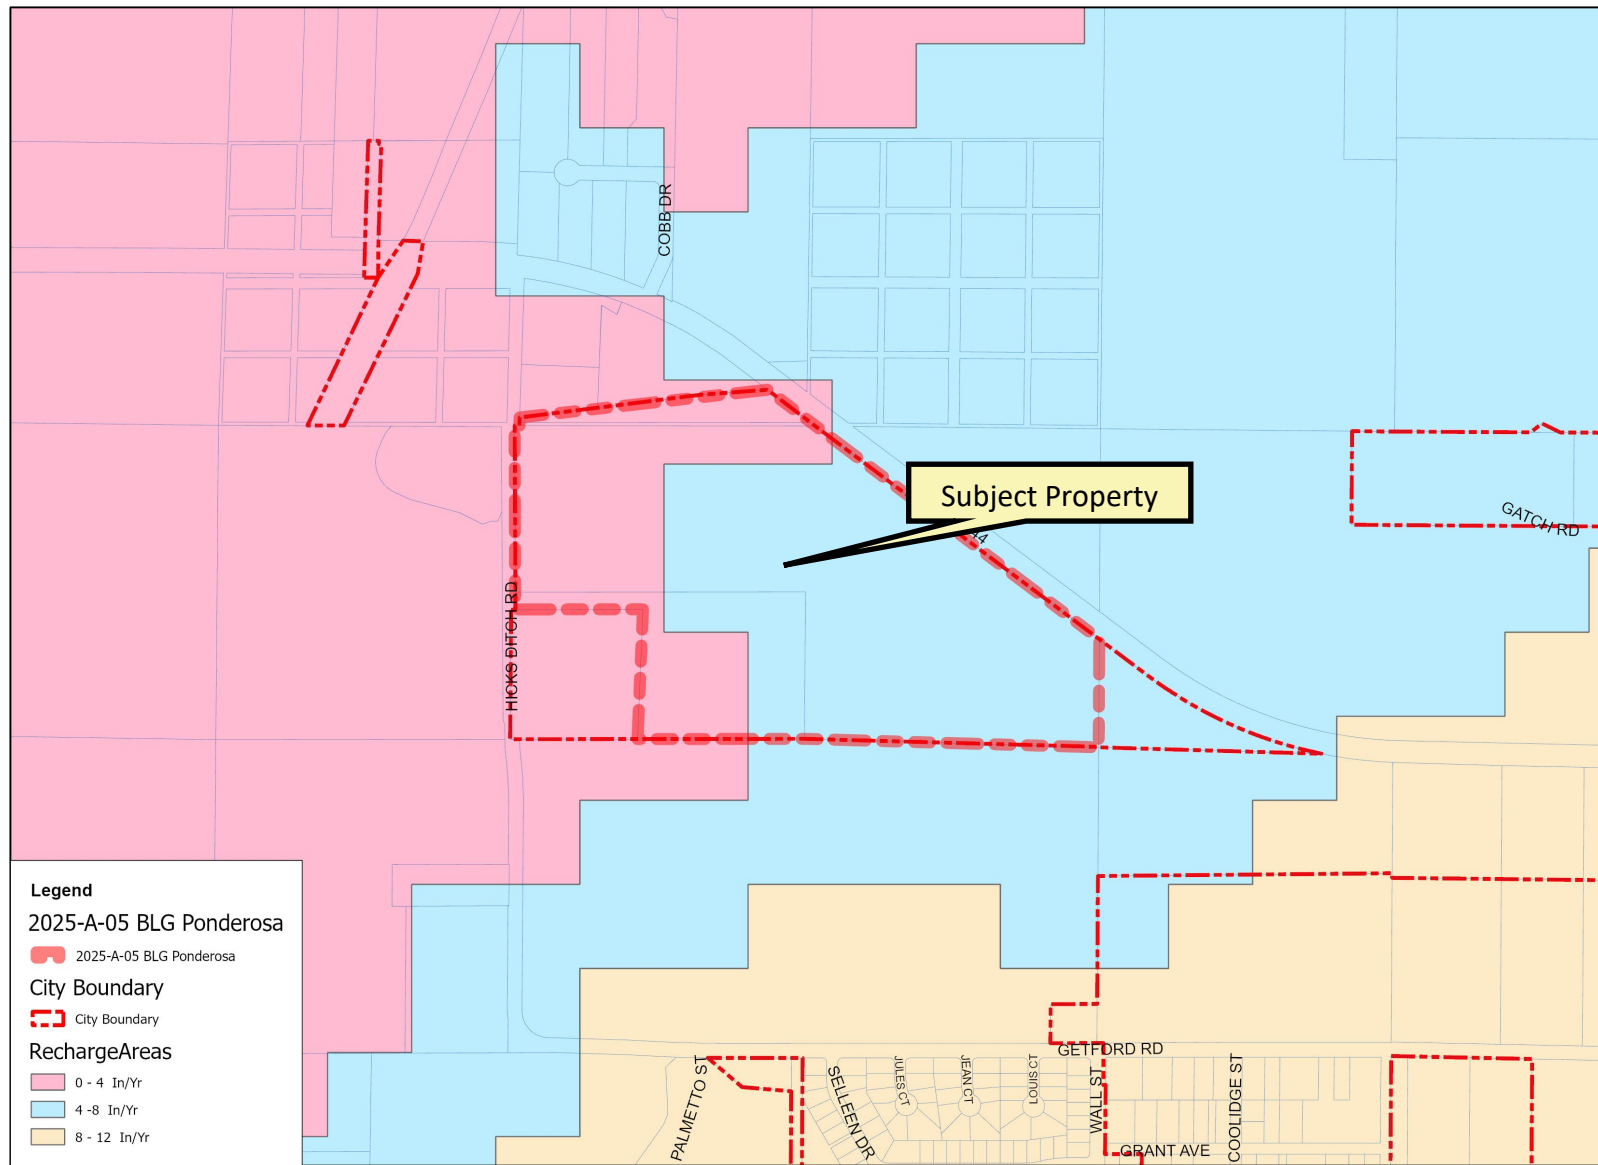 COBB DR
Subject Property
44
GATCH RD
HICKS DITCH RD
Legend
2025-A-05 BLG Ponderosa
2025-A-05 BLG Ponderosa
City Boundary
City Boundary
RechargeAreas
0 - 4 In/Yr
4 -8 In/Yr
8 - 12 In/Yr
GETFORD RD
PALMETTO ST
SELLEEN DR
JULES CT
JEAN CT
LOUIS CT
WALL ST
COOLIDGE ST
GRANT AVE